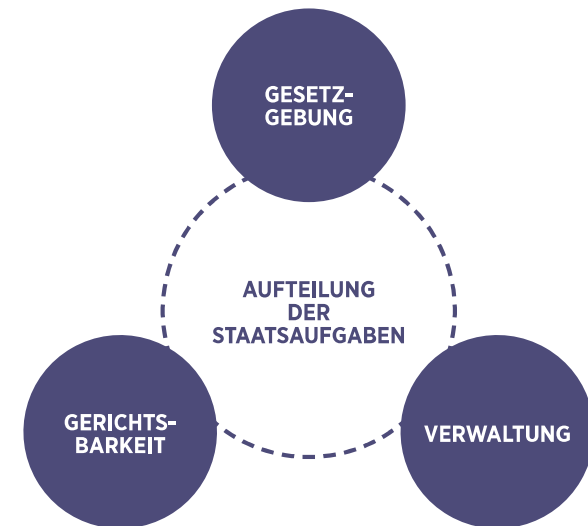 GESETZ-
GEBUNG
AUFTEILUNG
DER
STAATSAUFGABEN
GERICHTS-
BARKEIT
VERWALTUNG